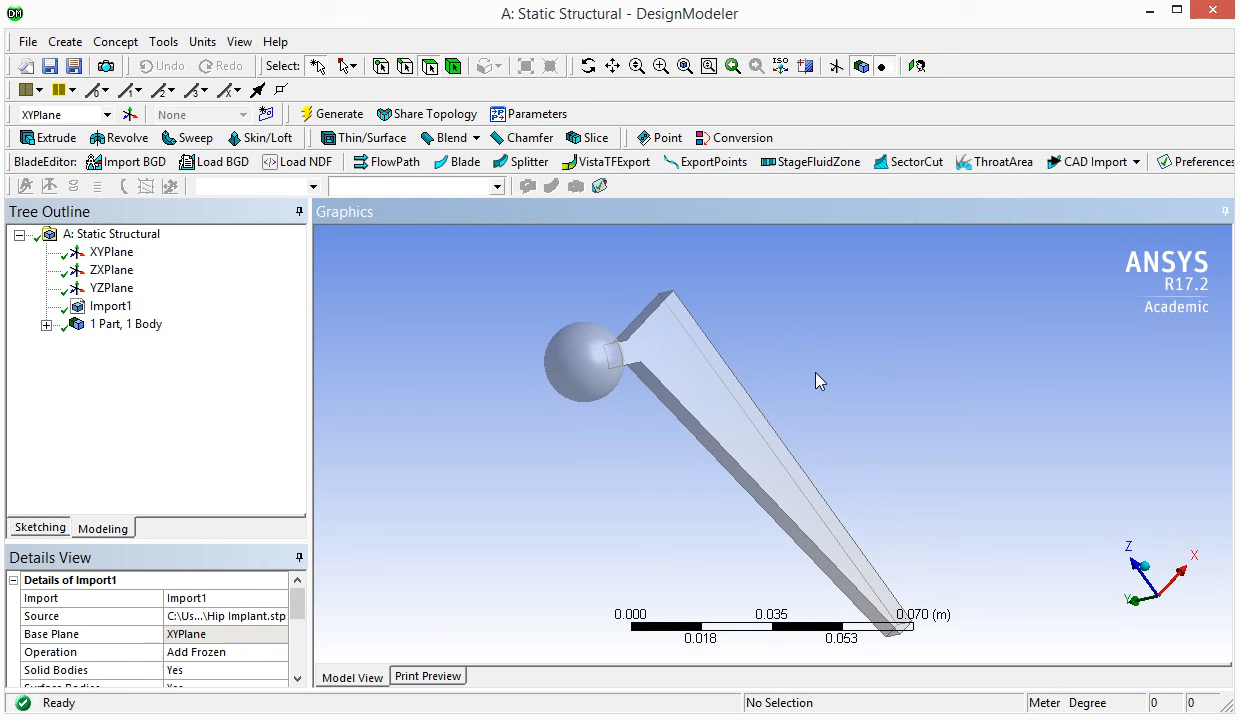 DM
A: Static Structural - DesignModeler
File Create Concept Tools Units View Help
Undo Redo Select: ISO
XYPlane None Generate Share Topology Parameters
Extrude Revolve Sweep Skin/Loft Thin/Surface Blend Chamfer Slice Point Conversion
BladeEditor: Import BGD Load BGD Load NDF FlowPath Blade Splitter VistaTFExport ExportPoints StageFluidZone SectorCut ThroatArea CAD Import Preferences
Tree Outline
A: Static Structural
XYPlane
ZXPlane
YZPlane
Import1
1 Part, 1 Body
Sketching Modeling
Details View
Details of Import1
Import Import1
Source C:\Us...\Hip Implant.stp
Base Plane XYPlane
Operation Add Frozen
Solid Bodies Yes
Surface Bodies Yes
Graphics
ANSYS
R17.2
Academic
0.000 0.035 0.070 (m)
0.018 0.053
Z X Y
Model View Print Preview
Ready No Selection Meter Degree 0 0